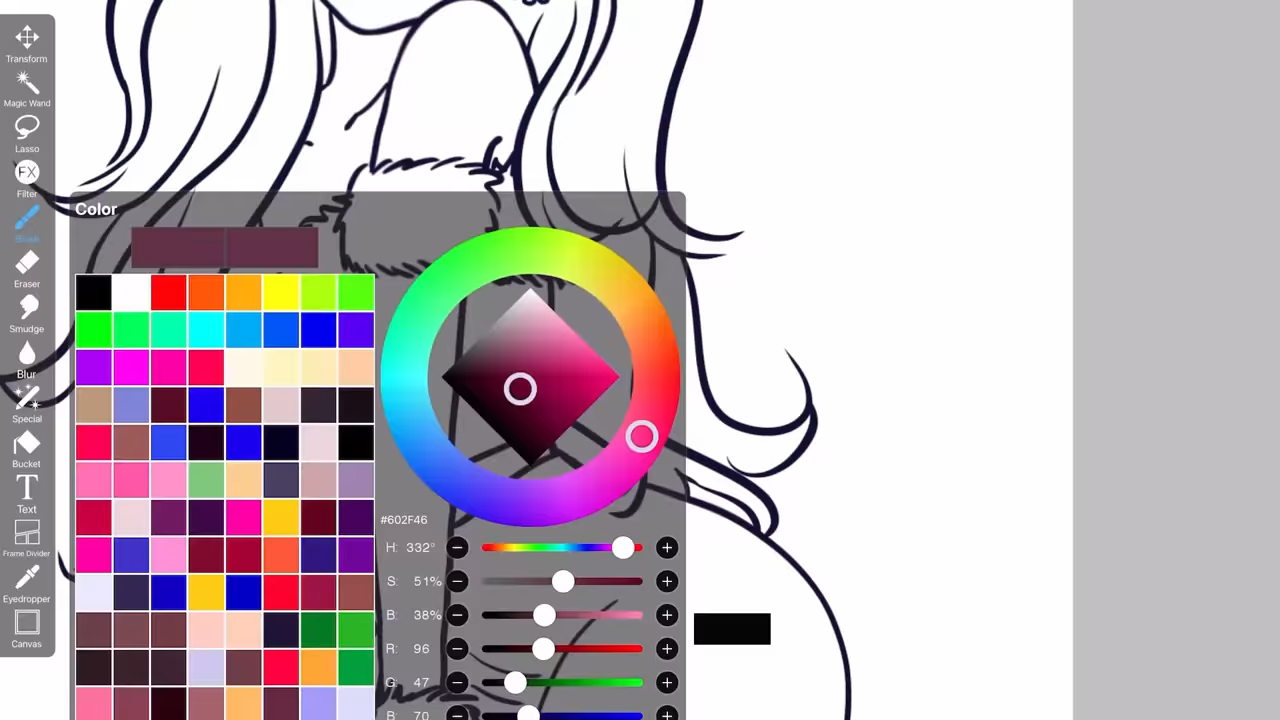 Transform
Magic Wand
Lasso
FX
Filter
Brush
Eraser
Smudge
Blur
Special
Bucket
T
Text
Frame Divider
Eyedropper
Canvas
Color
#602F46
H: 332°
S: 51%
B: 38%
R: 96
G: 47
B: 70